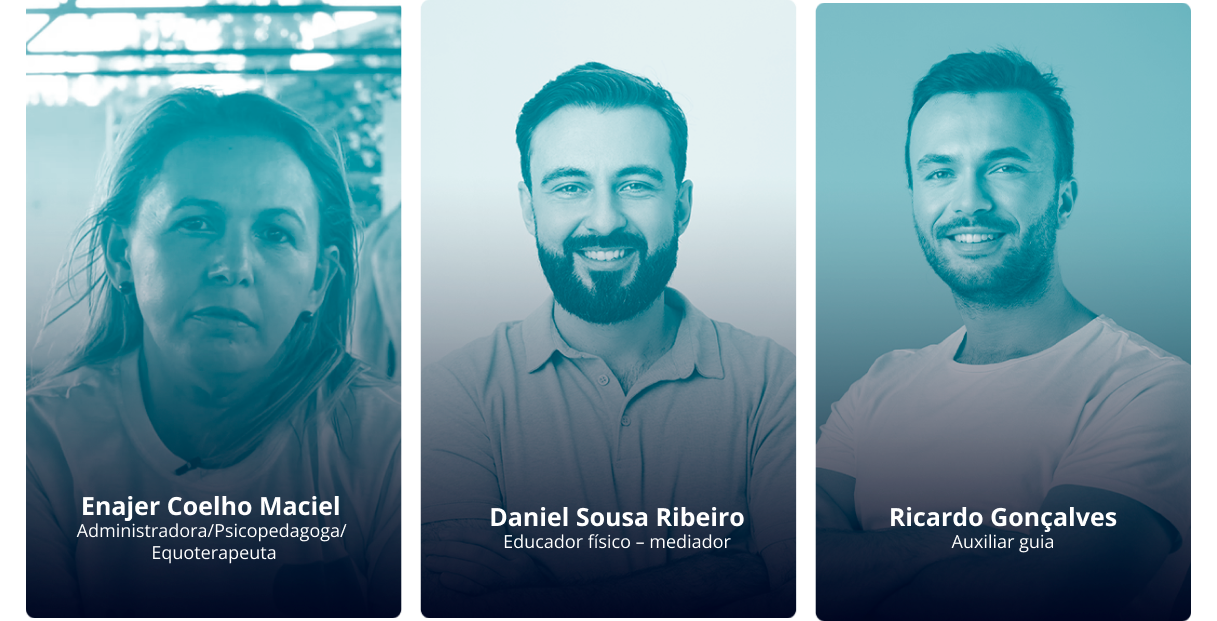 Enajer Coelho Maciel
Administradora/Psicopedagoga/
Equoterapeuta
Daniel Sousa Ribeiro
Educador físico – mediador
Ricardo Gonçalves
Auxiliar guia